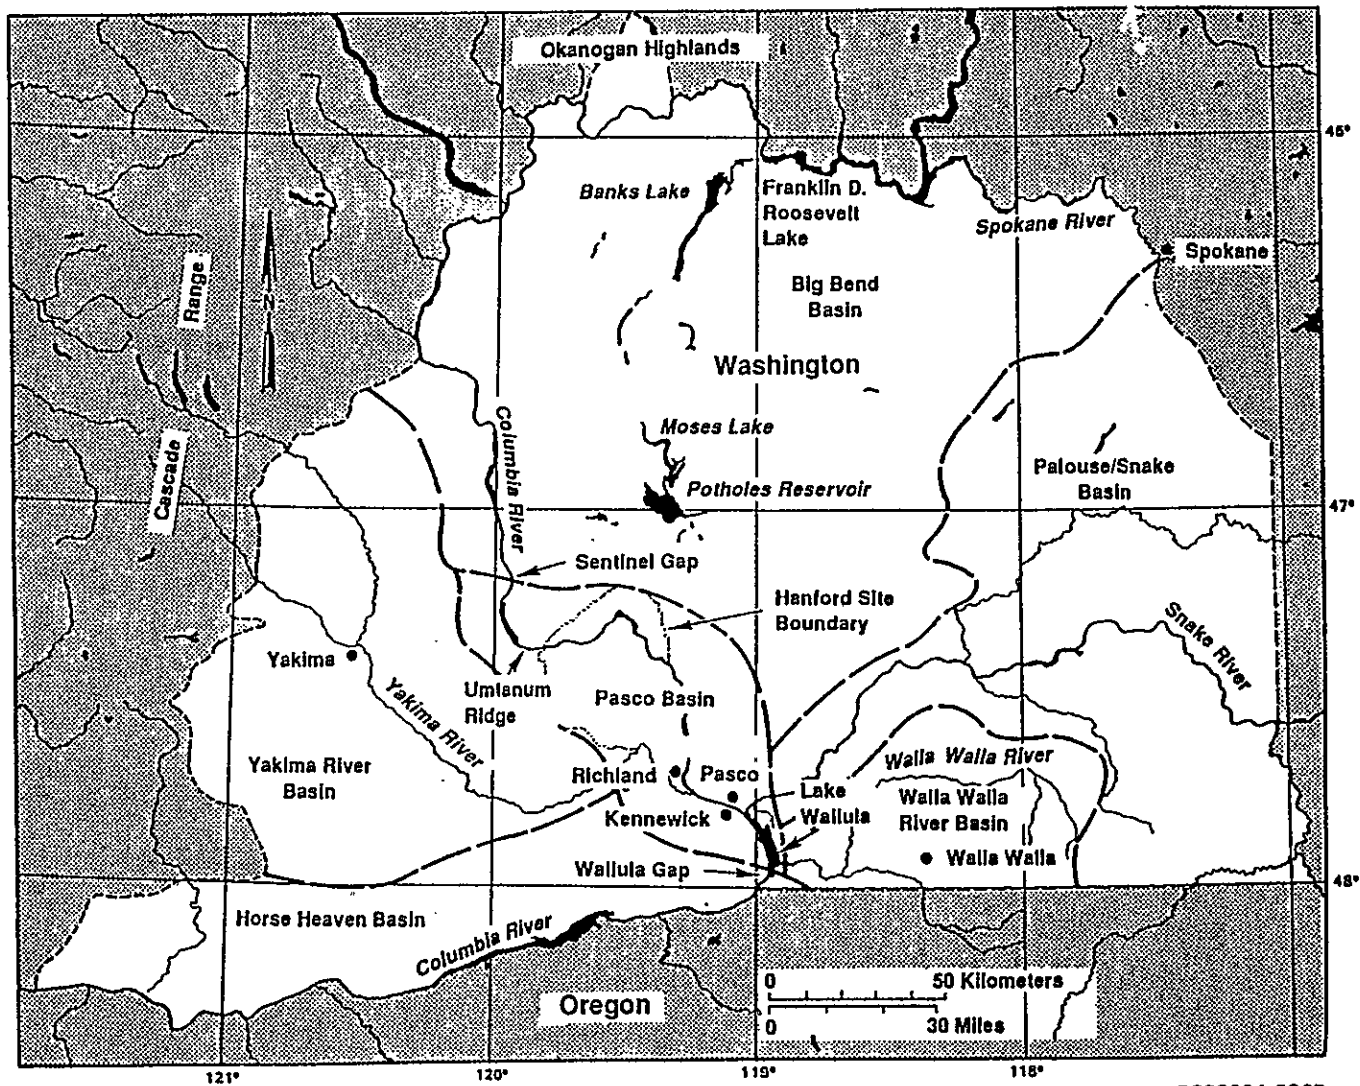 Okanogan Highlands
45°
Banks Lake
Franklin D.
Roosevelt
Lake
Spokane River
Spokane
Range
N
Big Bend
Basin
Washington
Columbia River
Moses Lake
Cascade
Palouse/Snake
Basin
Potholes Reservoir
47°
Sentinel Gap
Hanford Site
Boundary
Snake River
Yakima
Umtanum
Ridge
Pasco Basin
Yakima River
Walla Walla River
Yakima River
Basin
Richland
Pasco
Lake
Wallula
Walla Walla
River Basin
Kennewick
Walla Walla
Wallula Gap
48°
Horse Heaven Basin
Columbia River
0 50 Kilometers
Oregon
0 30 Miles
121° 120° 119° 118°